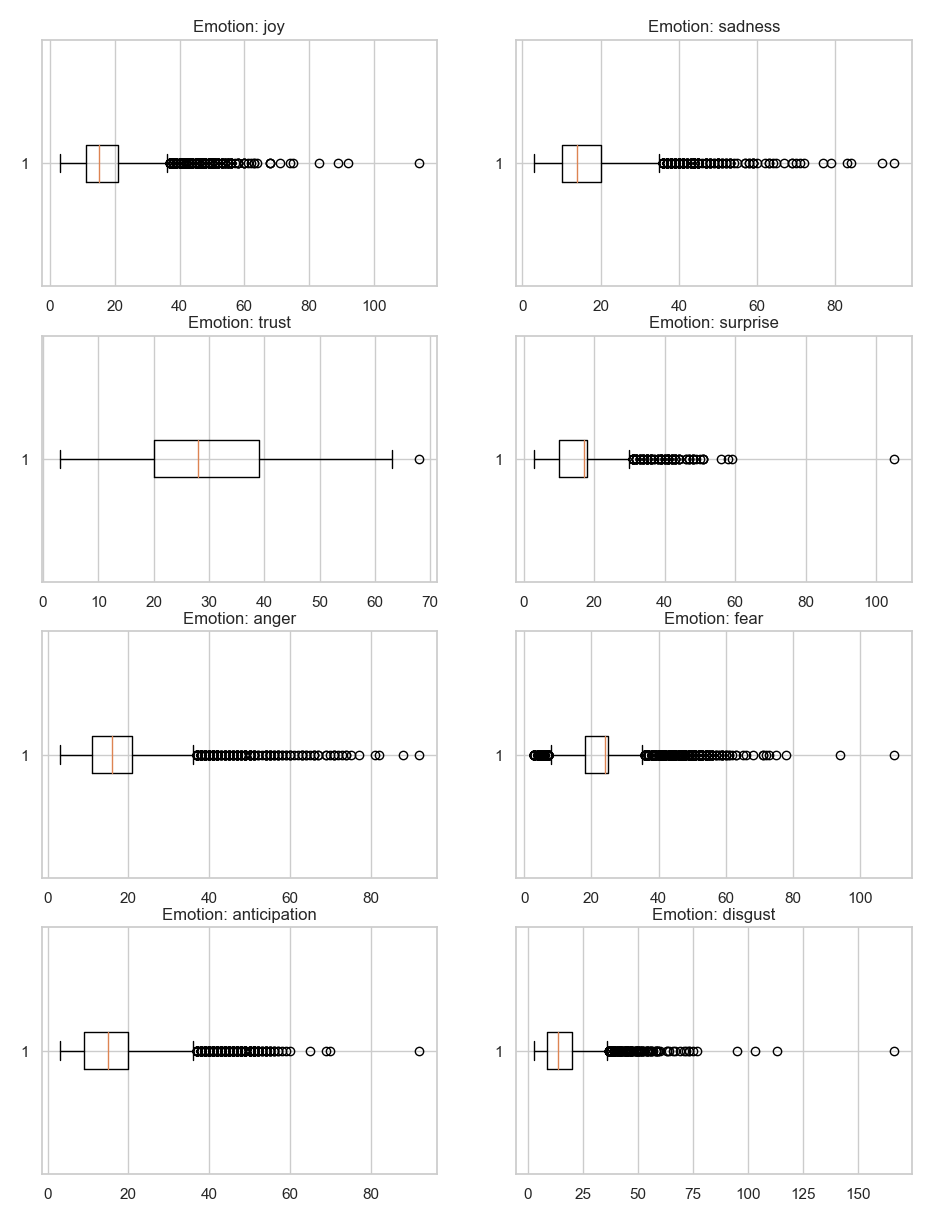 Emotion: joy
1
0 20 40 60 80 100
Emotion: sadness
1
0 20 40 60 80
Emotion: trust
1
0 10 20 30 40 50 60 70
Emotion: surprise
1
0 20 40 60 80 100
Emotion: anger
1
0 20 40 60 80
Emotion: fear
1
0 20 40 60 80 100
Emotion: anticipation
1
0 20 40 60 80
Emotion: disgust
1
0 25 50 75 100 125 150